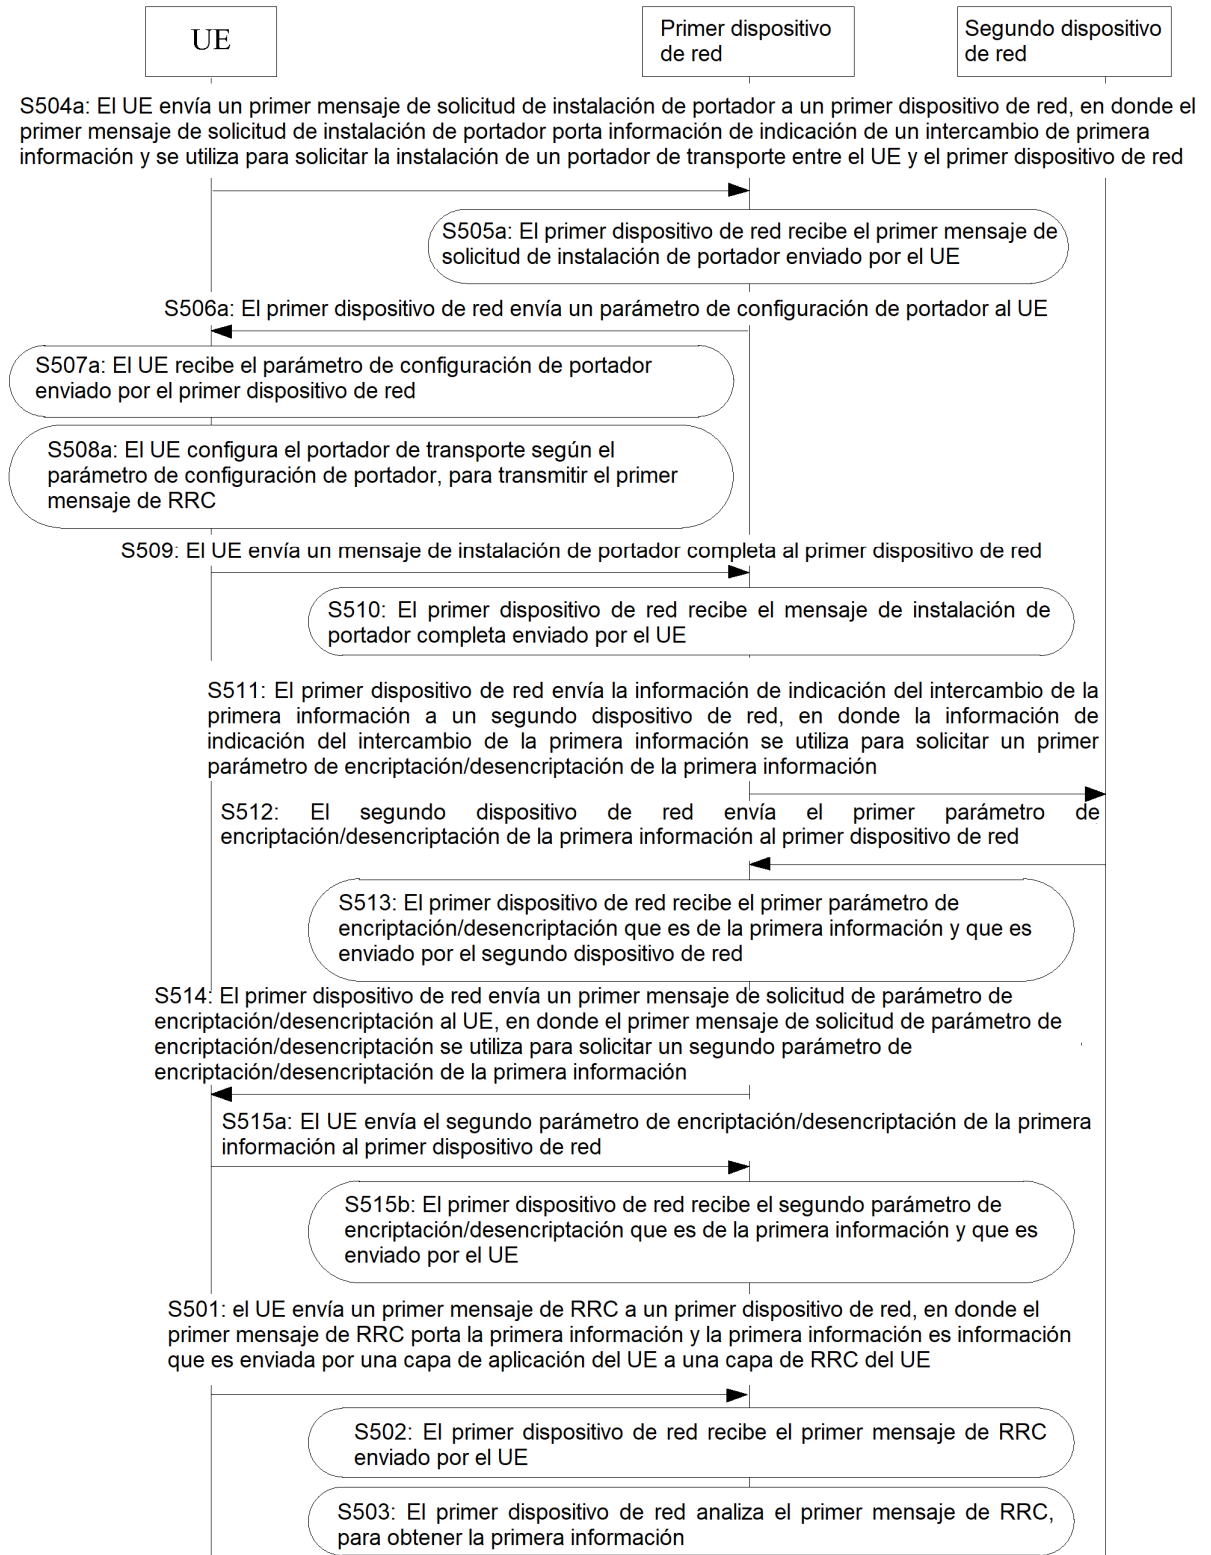 UE
Primer dispositivo
de red
Segundo dispositivo
de red
S504a: El UE envía un primer mensaje de solicitud de instalación de portador a un primer dispositivo de red, en donde el
primer mensaje de solicitud de instalación de portador porta información de indicación de un intercambio de primera
información y se utiliza para solicitar la instalación de un portador de transporte entre el UE y el primer dispositivo de red
S505a: El primer dispositivo de red recibe el primer mensaje de
solicitud de instalación de portador enviado por el UE
S506a: El primer dispositivo de red envía un parámetro de configuración de portador al UE
S507a: El UE recibe el parámetro de configuración de portador
enviado por el primer dispositivo de red
S508a: El UE configura el portador de transporte según el
parámetro de configuración de portador, para transmitir el primer
mensaje de RRC
S509: El UE envía un mensaje de instalación de portador completa al primer dispositivo de red
S510: El primer dispositivo de red recibe el mensaje de instalación de
portador completa enviado por el UE
S511: El primer dispositivo de red envía la información de indicación del intercambio de la
primera información a un segundo dispositivo de red, en donde la información de
indicación del intercambio de la primera información se utiliza para solicitar un primer
parámetro de encriptación/desencriptación de la primera información
S512: El segundo dispositivo de red envía el primer parámetro de
encriptación/desencriptación de la primera información al primer dispositivo de red
S513: El primer dispositivo de red recibe el primer parámetro de
encriptación/desencriptación que es de la primera información y que es
enviado por el segundo dispositivo de red
S514: El primer dispositivo de red envía un primer mensaje de solicitud de parámetro de
encriptación/desencriptación al UE, en donde el primer mensaje de solicitud de parámetro de
encriptación/desencriptación se utiliza para solicitar un segundo parámetro de
encriptación/desencriptación de la primera información
S515a: El UE envía el segundo parámetro de encriptación/desencriptación de la primera
información al primer dispositivo de red
S515b: El primer dispositivo de red recibe el segundo parámetro de
encriptación/desencriptación que es de la primera información y que es
enviado por el UE
S501: el UE envía un primer mensaje de RRC a un primer dispositivo de red, en donde el
primer mensaje de RRC porta la primera información y la primera información es información
que es enviada por una capa de aplicación del UE a una capa de RRC del UE
S502: El primer dispositivo de red recibe el primer mensaje de RRC
enviado por el UE
S503: El primer dispositivo de red analiza el primer mensaje de RRC,
para obtener la primera información